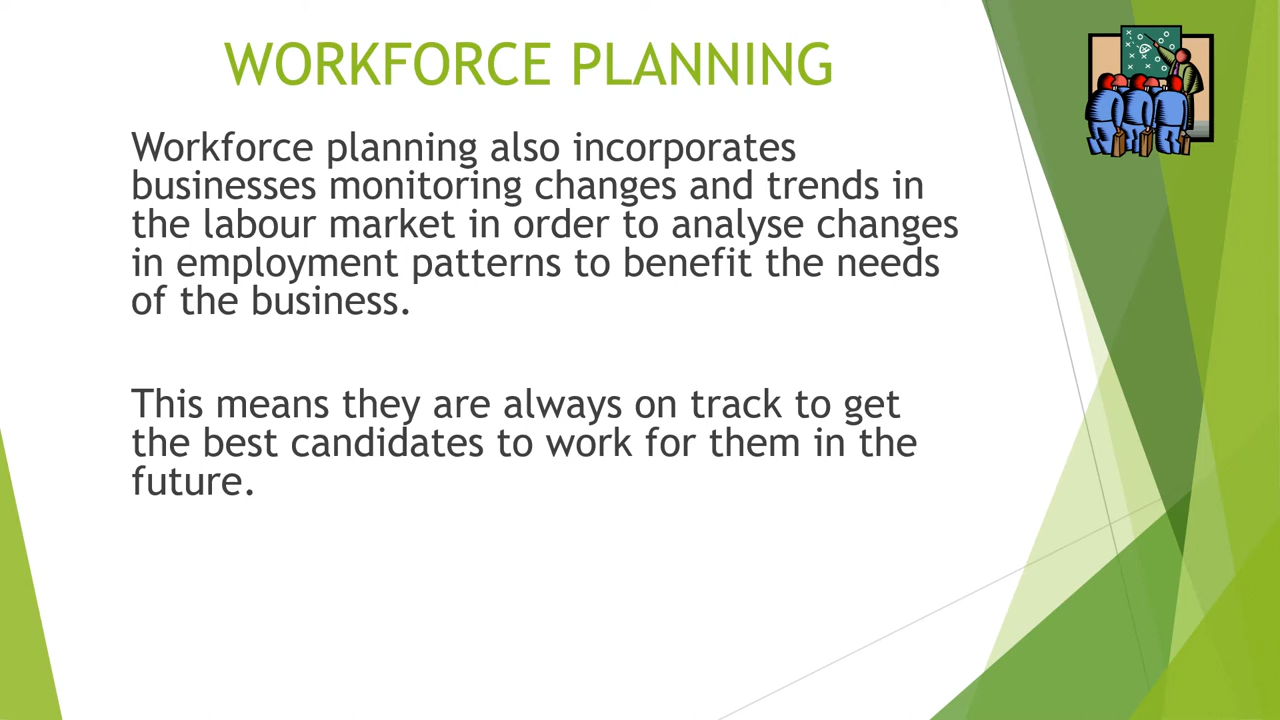 WORKFORCE PLANNING
Workforce planning also incorporates
businesses monitoring changes and trends in
the labour market in order to analyse changes
in employment patterns to benefit the needs
of the business.
This means they are always on track to get
the best candidates to work for them in the
future.